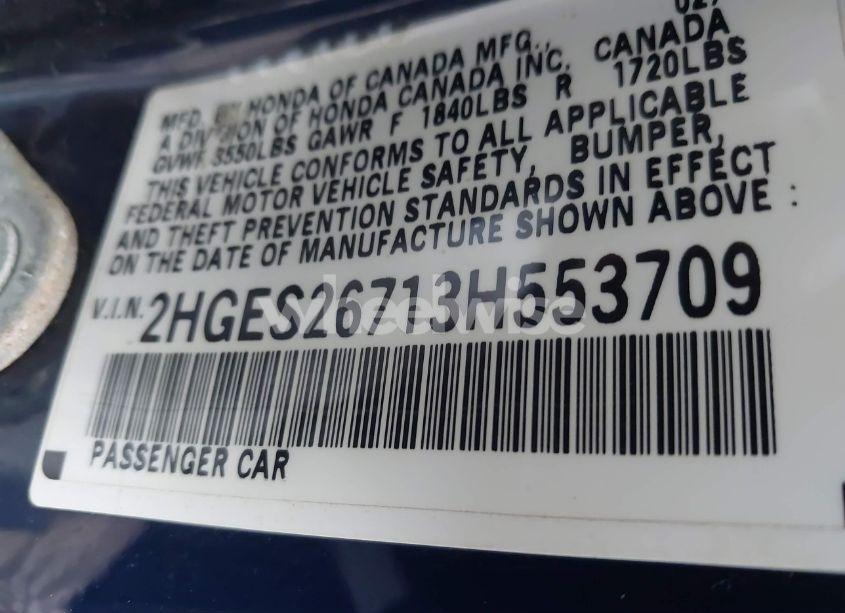 MFD. BY HONDA OF CANADA MFG.,
A DIVISION OF HONDA CANADA INC. CANADA
GVWR 3550LBS GAWR F 1840LBS R 1720LBS
THIS VEHICLE CONFORMS TO ALL APPLICABLE
FEDERAL MOTOR VEHICLE SAFETY, BUMPER,
AND THEFT PREVENTION STANDARDS IN EFFECT
ON THE DATE OF MANUFACTURE SHOWN ABOVE :
V.I.N. 2HGES26713H553709
wheelwise
PASSENGER CAR